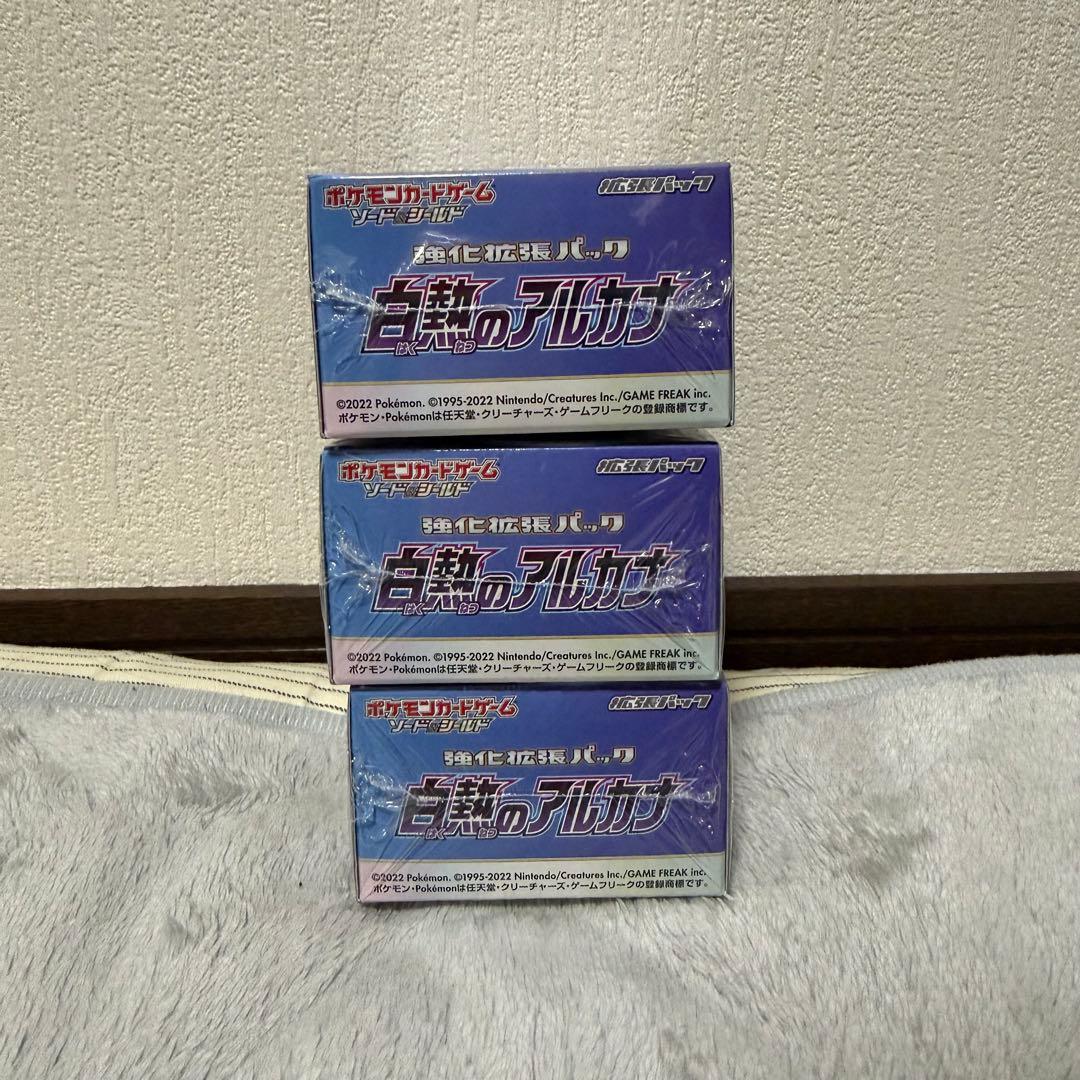 ポケモンカードゲーム 拡張パック
ソード&シールド
強化拡張パック
白熱のアルカナ
はく ねつ
©2022 Pokémon. ©1995-2022 Nintendo/Creatures Inc./GAME FREAK inc.
ポケモン・Pokémonは任天堂・クリーチャーズ・ゲームフリークの登録商標です。
ポケモンカードゲーム 拡張パック
ソード&シールド
強化拡張パック
白熱のアルカナ
はく ねつ
©2022 Pokémon. ©1995-2022 Nintendo/Creatures Inc./GAME FREAK inc.
ポケモン・Pokémonは任天堂・クリーチャーズ・ゲームフリークの登録商標です。
ポケモンカードゲーム 拡張パック
ソード&シールド
強化拡張パック
白熱のアルカナ
はく ねつ
©2022 Pokémon. ©1995-2022 Nintendo/Creatures Inc./GAME FREAK inc.
ポケモン・Pokémonは任天堂・クリーチャーズ・ゲームフリークの登録商標です。